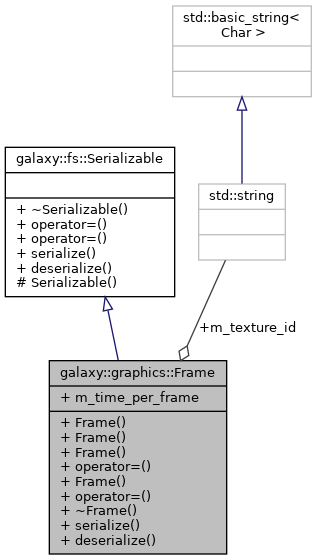 std::basic_string<
Char >
galaxy::fs::Serializable
+ ~Serializable()
+ operator=()
+ operator=()
+ serialize()
+ deserialize()
# Serializable()
std::string
+m_texture_id
galaxy::graphics::Frame
+ m_time_per_frame
+ Frame()
+ Frame()
+ Frame()
+ operator=()
+ Frame()
+ operator=()
+ ~Frame()
+ serialize()
+ deserialize()